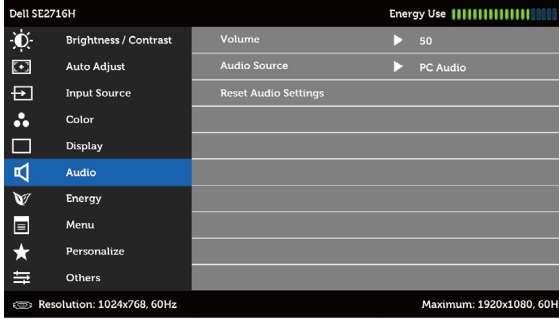 Dell SE2716H Energy Use
Brightness / Contrast Volume 50
Auto Adjust Audio Source PC Audio
Input Source Reset Audio Settings
Color
Display
Audio
Energy
Menu
Personalize
Others
Resolution: 1024x768, 60Hz Maximum: 1920x1080, 60H